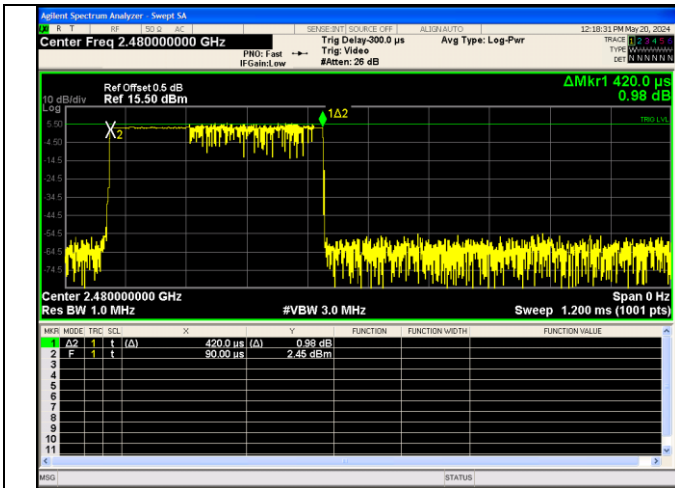 Agilent Spectrum Analyzer - Swept SA
R T RF 50 Ω AC SENSE:INT SOURCE OFF ALIGN AUTO 12:18:31 PM May 20, 2024
Center Freq 2.480000000 GHz
PNO: Fast
IFGain:Low
Trig Delay-300.0 µs
Trig: Video
#Atten: 26 dB
Avg Type: Log-Pwr
TRACE 1 2 3 4 5 6
TYPE WWWWWW
DET N N N N N N
ΔMkr1 420.0 µs
0.98 dB
Ref Offset 0.5 dB
10 dB/div Ref 15.50 dBm
Log
5.50
-4.50
-14.5
-24.5
-34.5
-44.5
-54.5
-64.5
-74.5
X2
1Δ2
TRIG LVL
Center 2.480000000 GHz Span 0 Hz
Res BW 1.0 MHz #VBW 3.0 MHz Sweep 1.200 ms (1001 pts)
MKR MODE TRC SCL X Y FUNCTION FUNCTION WIDTH FUNCTION VALUE
1 Δ2 1 t (Δ) 420.0 µs (Δ) 0.98 dB
2 F 1 t 90.00 µs 2.45 dBm
3
4
5
6
7
8
9
10
11
MSG STATUS